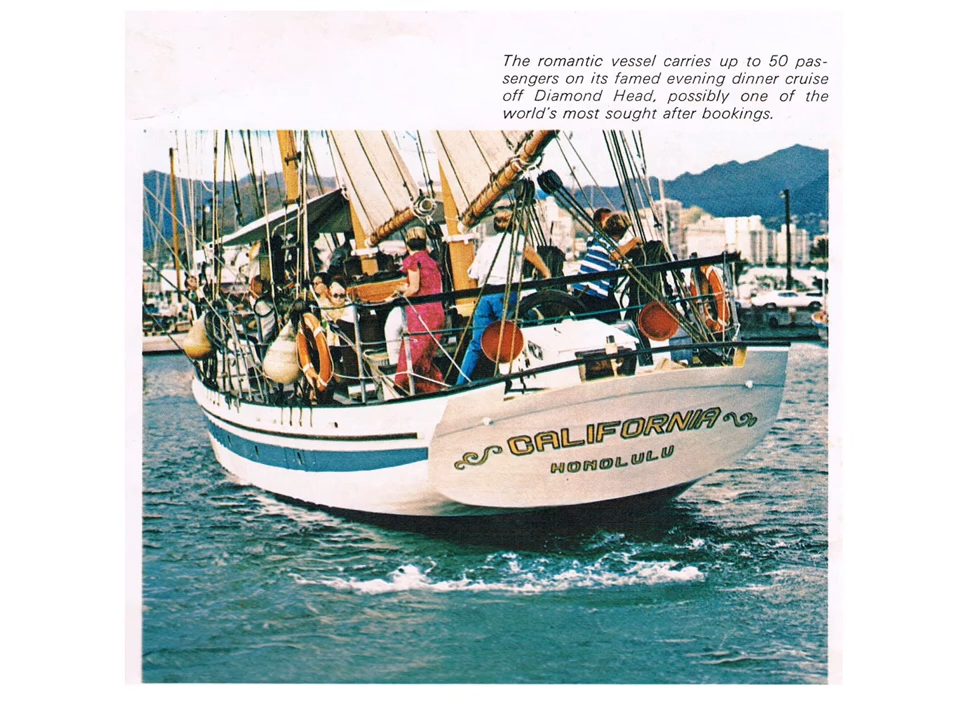 The romantic vessel carries up to 50 pas-
sengers on its famed evening dinner cruise
off Diamond Head, possibly one of the
world's most sought after bookings.
CALIFORNIA
HONOLULU